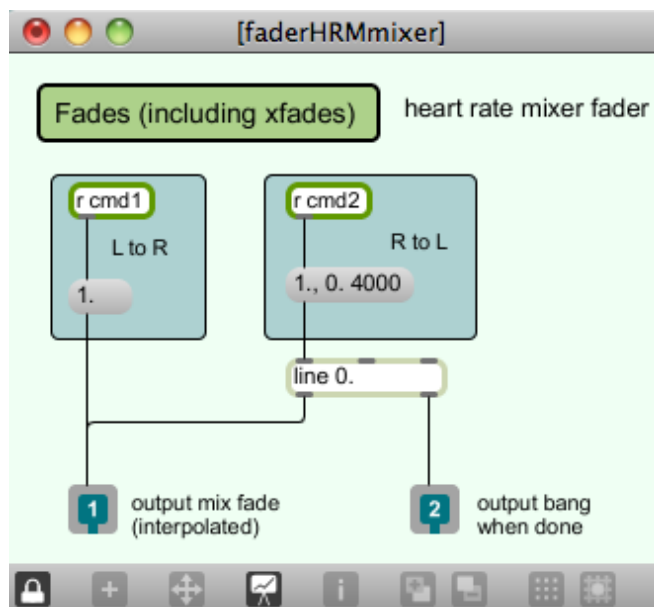 [faderHRMmixer]
Fades (including xfades)
heart rate mixer fader
r cmd1
L to R
1.
r cmd2
R to L
1., 0. 4000
line 0.
1
output mix fade
(interpolated)
2
output bang
when done